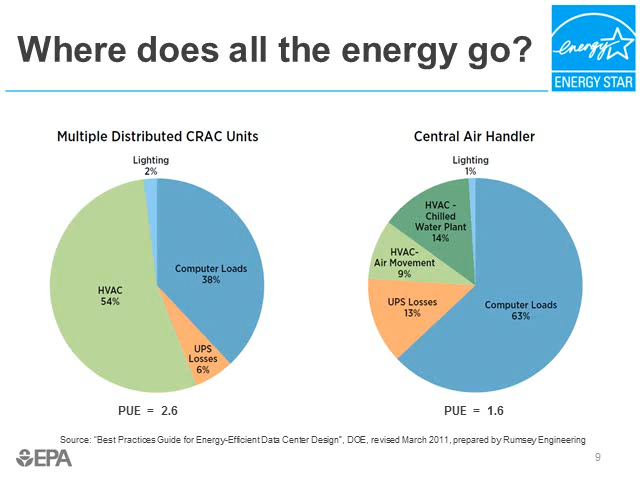 Where does all the energy go?
energy
ENERGY STAR
Multiple Distributed CRAC Units
Lighting
2%
Computer Loads
38%
HVAC
54%
UPS
Losses
6%
PUE = 2.6
Central Air Handler
Lighting
1%
HVAC -
Chilled
Water Plant
14%
HVAC-
Air Movement
9%
UPS Losses
13%
Computer Loads
63%
PUE = 1.6
Source: "Best Practices Guide for Energy-Efficient Data Center Design", DOE, revised March 2011, prepared by Rumsey Engineering
EPA
9